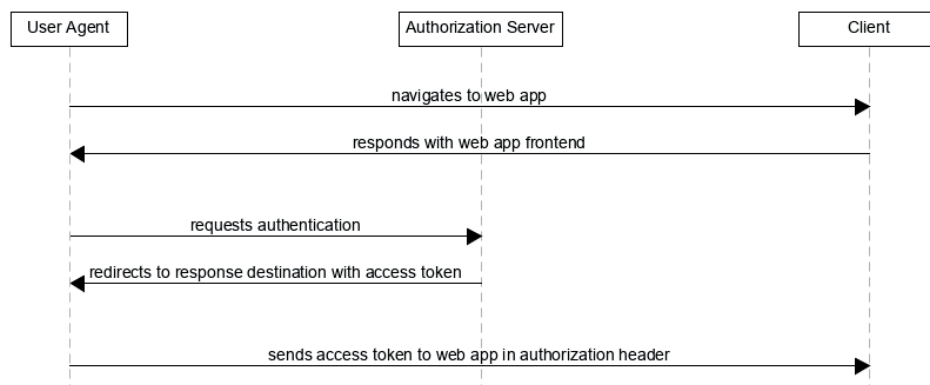 User Agent
Authorization Server
Client
navigates to web app
responds with web app frontend
requests authentication
redirects to response destination with access token
sends access token to web app in authorization header